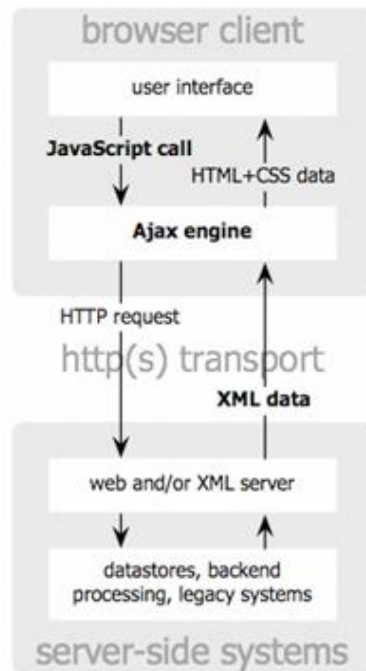 browser client
user interface
JavaScript call
HTML+CSS data
Ajax engine
HTTP request
http(s) transport
XML data
web and/or XML server
datastores, backend
processing, legacy systems
server-side systems